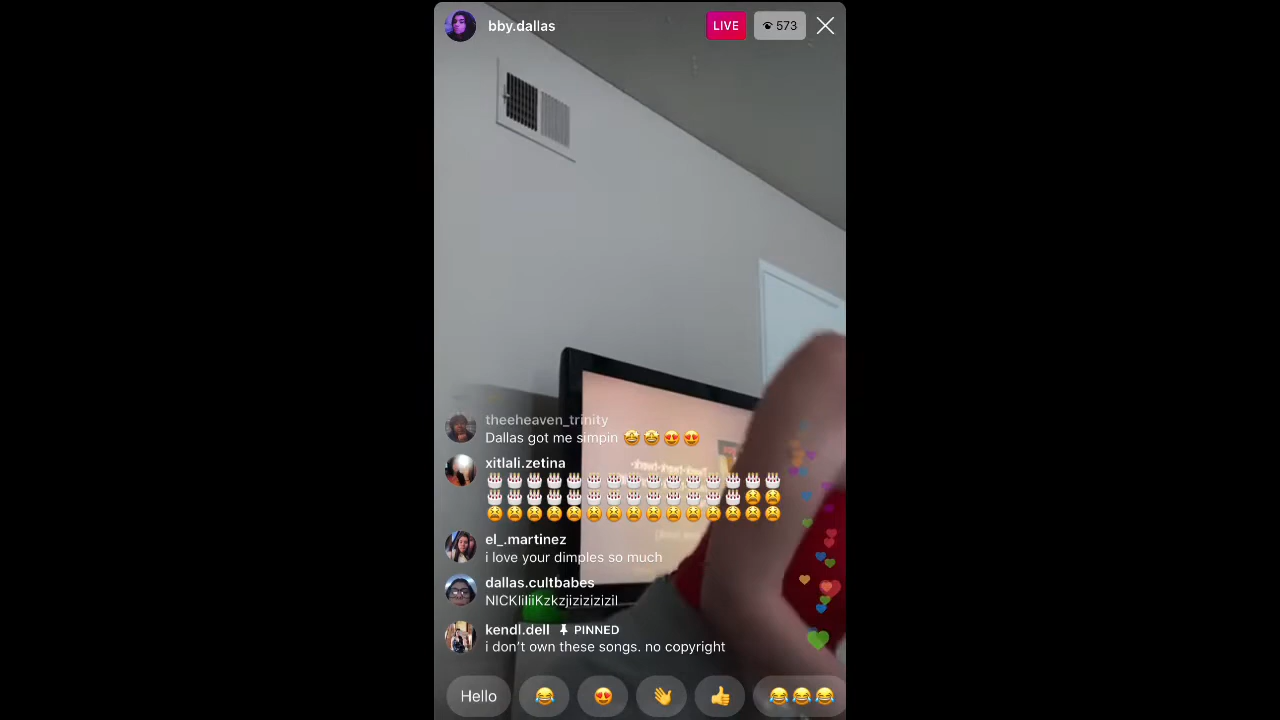 bby.dallas
LIVE
573
theeheaven_trinity
Dallas got me simpin 🤩 🤩 😍 😍
xitlali.zetina
🎂 🎂 🎂 🎂 🎂 🎂 🎂 🎂 🎂 🎂 🎂 🎂 🎂 🎂 🎂
🎂 🎂 🎂 🎂 🎂 🎂 🎂 🎂 🎂 🎂 🎂 🎂 🎂 😫 😫
😫 😫 😫 😫 😫 😫 😫 😫 😫 😫 😫 😫 😫 😫 😫
el_.martinez
i love your dimples so much
dallas.cultbabes
NICKIiliiKzkzjizizizizil
kendl.dell PINNED
i don't own these songs. no copyright
Hello 😂 😍 👋 👍 😂 😂 😂